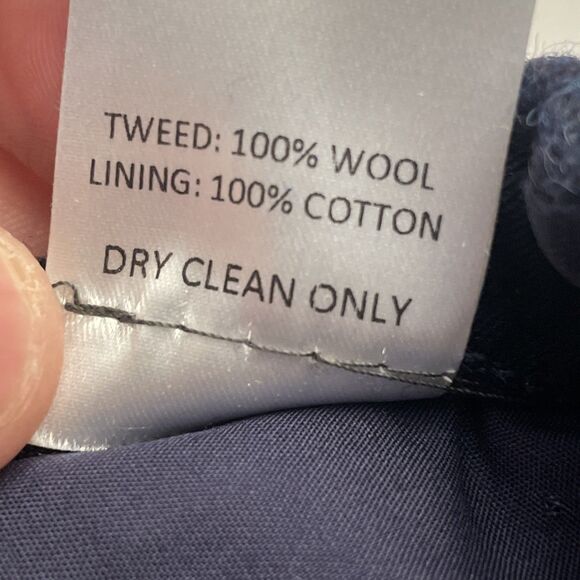 TWEED: 100% WOOL
LINING: 100% COTTON
DRY CLEAN ONLY